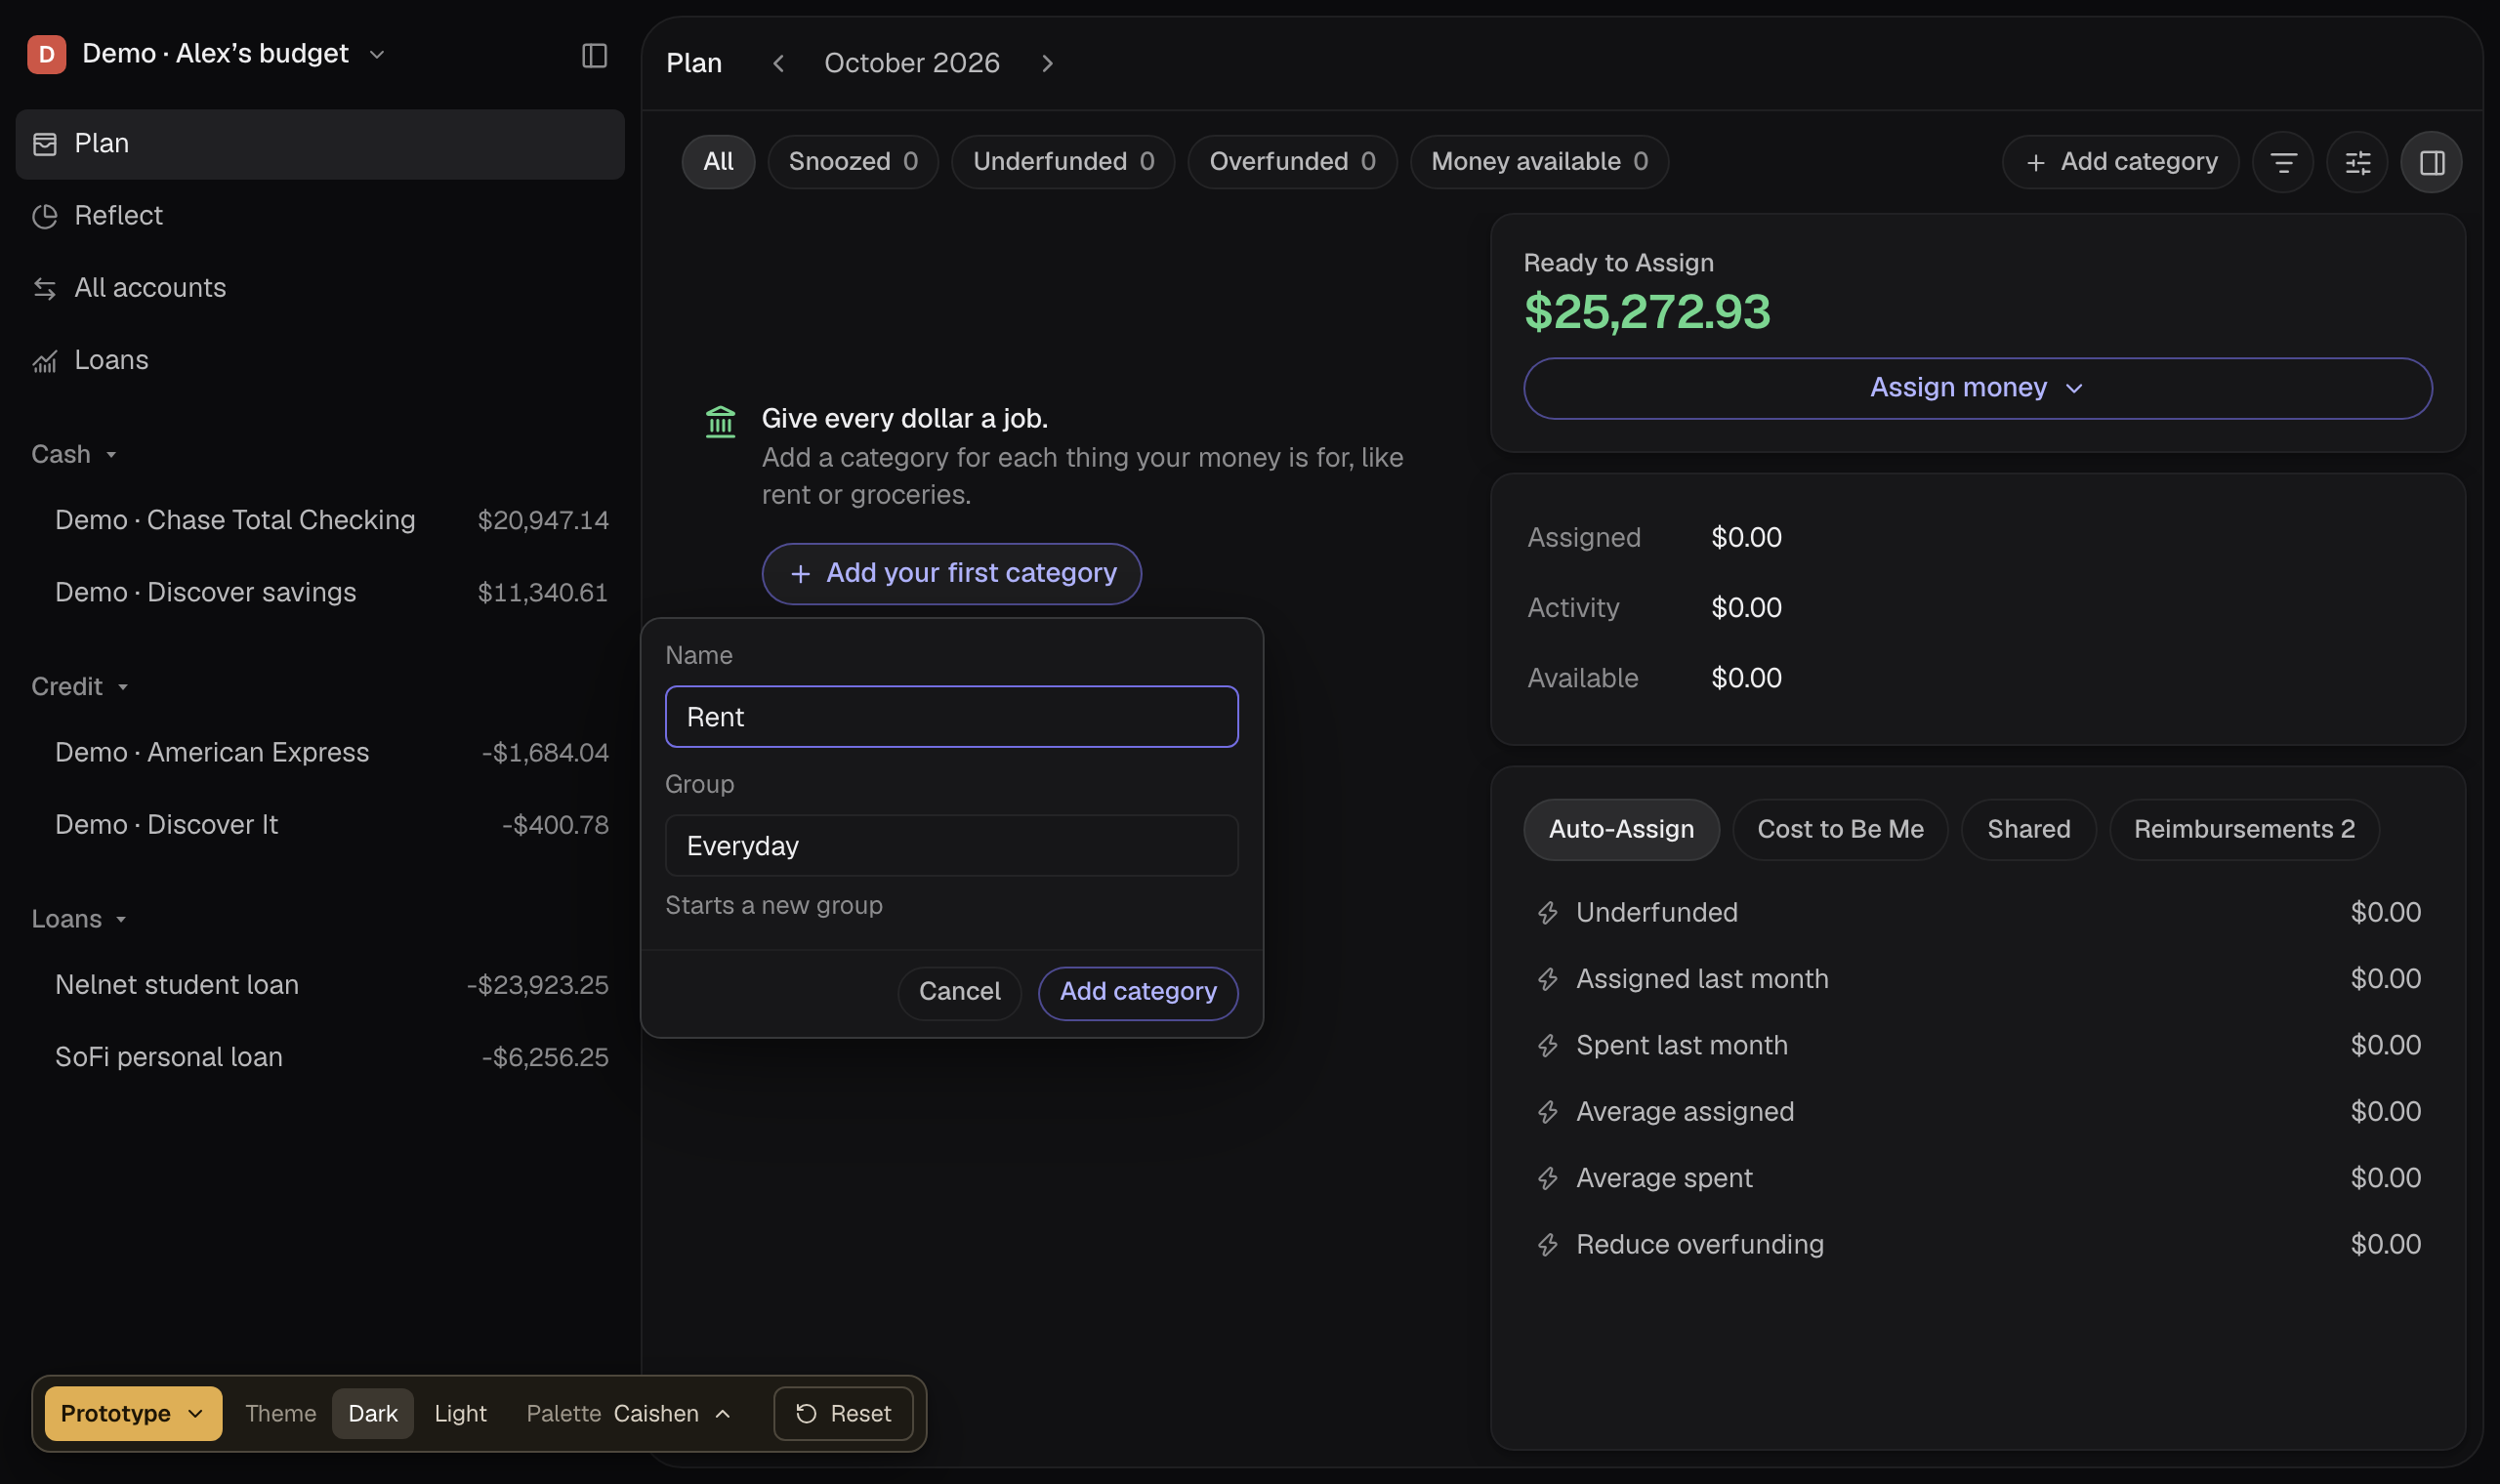 D Demo · Alex’s budget
Plan
Reflect
All accounts
Loans
Cash
Demo · Chase Total Checking $20,947.14
Demo · Discover savings $11,340.61
Credit
Demo · American Express -$1,684.04
Demo · Discover It -$400.78
Loans
Nelnet student loan -$23,923.25
SoFi personal loan -$6,256.25
Plan October 2026
All Snoozed 0 Underfunded 0 Overfunded 0 Money available 0 Add category
Give every dollar a job.
Add a category for each thing your money is for, like
rent or groceries.
Add your first category
Name
Rent
Group
Everyday
Starts a new group
Cancel Add category
Ready to Assign
$25,272.93
Assign money
Assigned $0.00
Activity $0.00
Available $0.00
Auto-Assign Cost to Be Me Shared Reimbursements 2
Underfunded $0.00
Assigned last month $0.00
Spent last month $0.00
Average assigned $0.00
Average spent $0.00
Reduce overfunding $0.00
Prototype Theme Dark Light Palette Caishen Reset